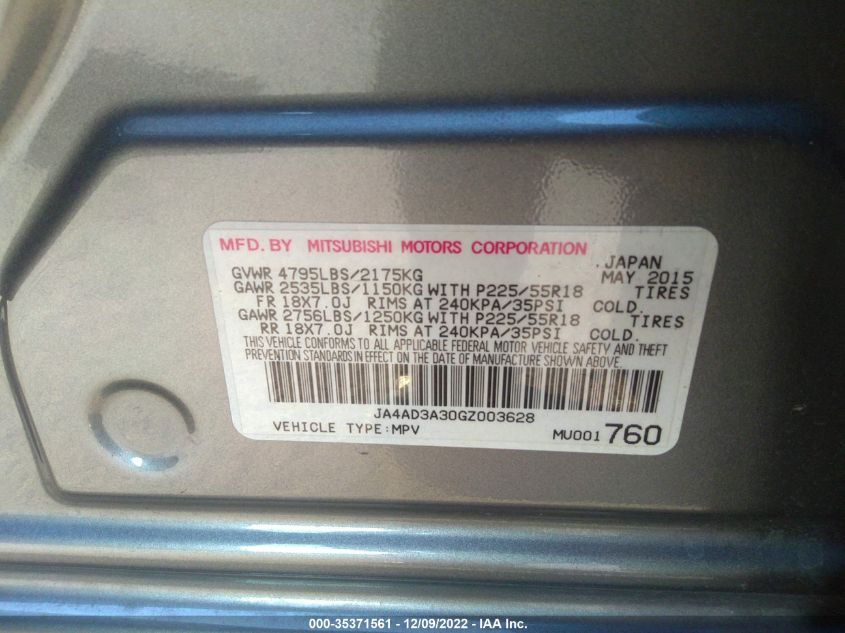 MFD. BY MITSUBISHI MOTORS CORPORATION
.JAPAN
GVWR 4795LBS/2175KG MAY 2015
GAWR 2535LBS/1150KG WITH P225/55R18 TIRES
FR 18X7.0J RIMS AT 240KPA/35PSI COLD.
GAWR 2756LBS/1250KG WITH P225/55R18 TIRES
RR 18X7.0J RIMS AT 240KPA/35PSI COLD.
THIS VEHICLE CONFORMS TO ALL APPLICABLE FEDERAL MOTOR VEHICLE SAFETY AND THEFT
PREVENTION STANDARDS IN EFFECT ON THE DATE OF MANUFACTURE SHOWN ABOVE.
JA4AD3A30GZ003628
VEHICLE TYPE:MPV MU001 760
000-35371561 - 12/09/2022 - IAA Inc.